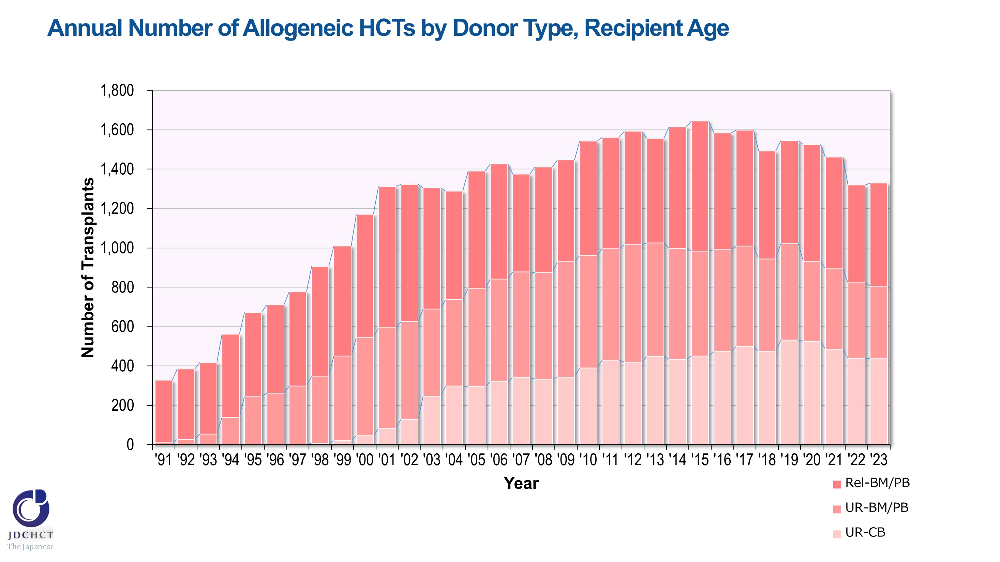 Annual Number of Allogeneic HCTs by Donor Type, Recipient Age
Number of Transplants
1,800
1,600
1,400
1,200
1,000
800
600
400
200
0
'91 '92 '93 '94 '95 '96 '97 '98 '99 '00 '01 '02 '03 '04 '05 '06 '07 '08 '09 '10 '11 '12 '13 '14 '15 '16 '17 '18 '19 '20 '21 '22 '23
Year
Rel-BM/PB
UR-BM/PB
UR-CB
JDCHCT
The Japanese